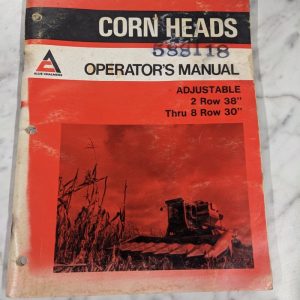 CORN HEADS
588118
ALLIS-CHALMERS
OPERATOR'S MANUAL
ADJUSTABLE
2 Row 38"
Thru 8 Row 30"